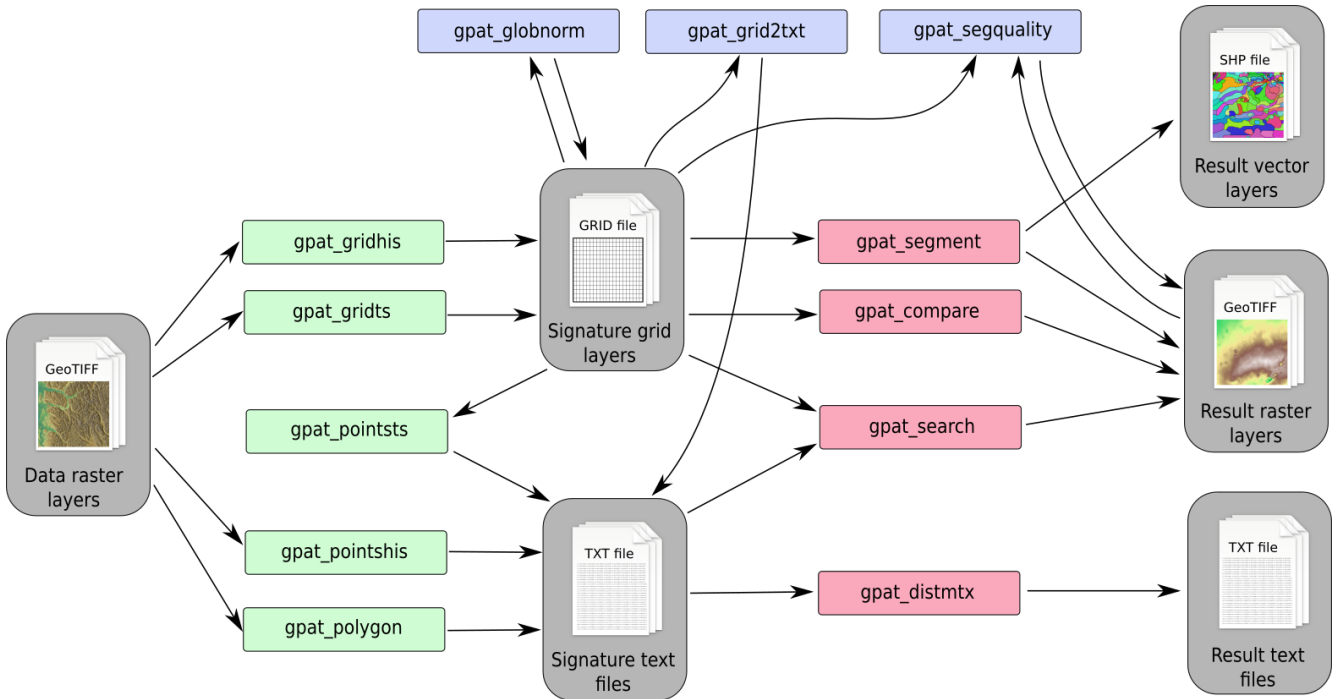 gpat_globnorm
gpat_grid2txt
gpat_segquality
SHP file
Result vector
layers
gpat_gridhis
GRID file
gpat_segment
gpat_gridts
Signature grid
layers
gpat_compare
GeoTIFF
Result raster
layers
GeoTIFF
Data raster
layers
gpat_pointsts
gpat_search
gpat_pointshis
TXT file
gpat_distmtx
TXT file
gpat_polygon
Signature text
files
Result text
files